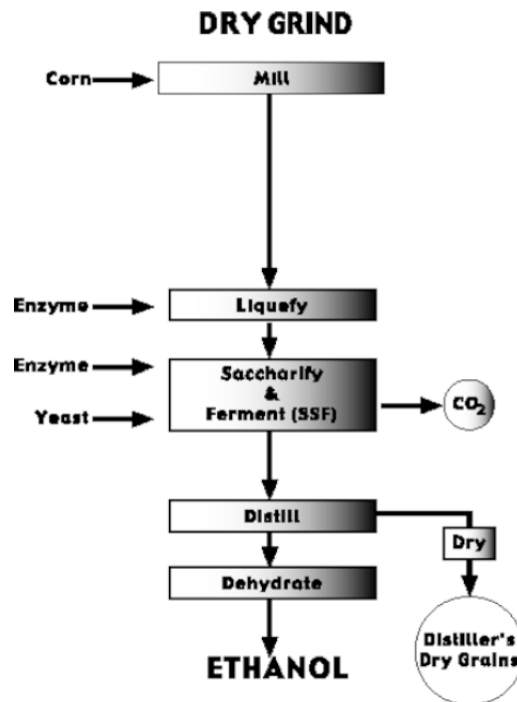 DRY GRIND
Corn
Mill
Enzyme
Liquefy
Enzyme
Saccharify
&
Ferment (SSF)
Yeast
CO2
Distill
Dry
Dehydrate
Distiller's
Dry Grains
ETHANOL